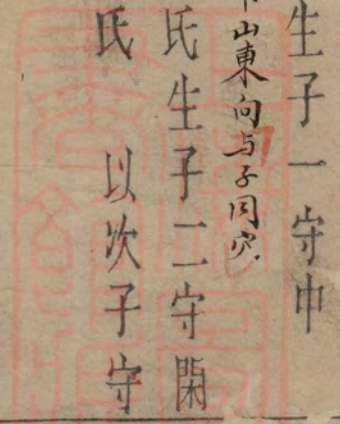 生子一守中
山東向与子同穴
氏生子二守閑
氏 以次子守